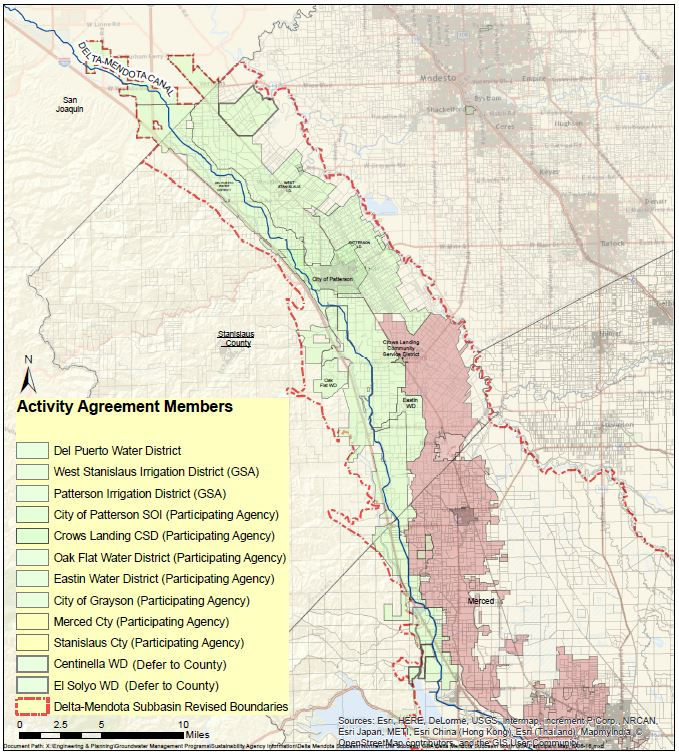 DELTA-MENDOTA CANAL
San
Joaquin
Modesto
Empire
Bystrom
Shackelford
Ceres
Hughson
Keyes
Denair
Turlock
DEL PUERTO
WATER
DISTRICT
WEST
STANISLAUS
I.D.
PATTERSON
I.D.
City of Patterson
Stanislaus
County
Crows Landing
Community
Service District
Oak
Flat WD
Eastin
WD
Merced
N
Activity Agreement Members
Del Puerto Water District
West Stanislaus Irrigation District (GSA)
Patterson Irrigation District (GSA)
City of Patterson SOI (Participating Agency)
Crows Landing CSD (Participating Agency)
Oak Flat Water District (Participating Agency)
Eastin Water District (Participating Agency)
City of Grayson (Participating Agency)
Merced Cty (Participating Agency)
Stanislaus Cty (Participating Agency)
Centinella WD (Defer to County)
El Solyo WD (Defer to County)
Delta-Mendota Subbasin Revised Boundaries
0 2.5 5 10
Miles
Sources: Esri, HERE, DeLorme, USGS, Intermap, increment P Corp., NRCAN,
Esri Japan, METI, Esri China (Hong Kong), Esri (Thailand), MapmyIndia, ©
OpenStreetMap contributors, and the GIS User Community